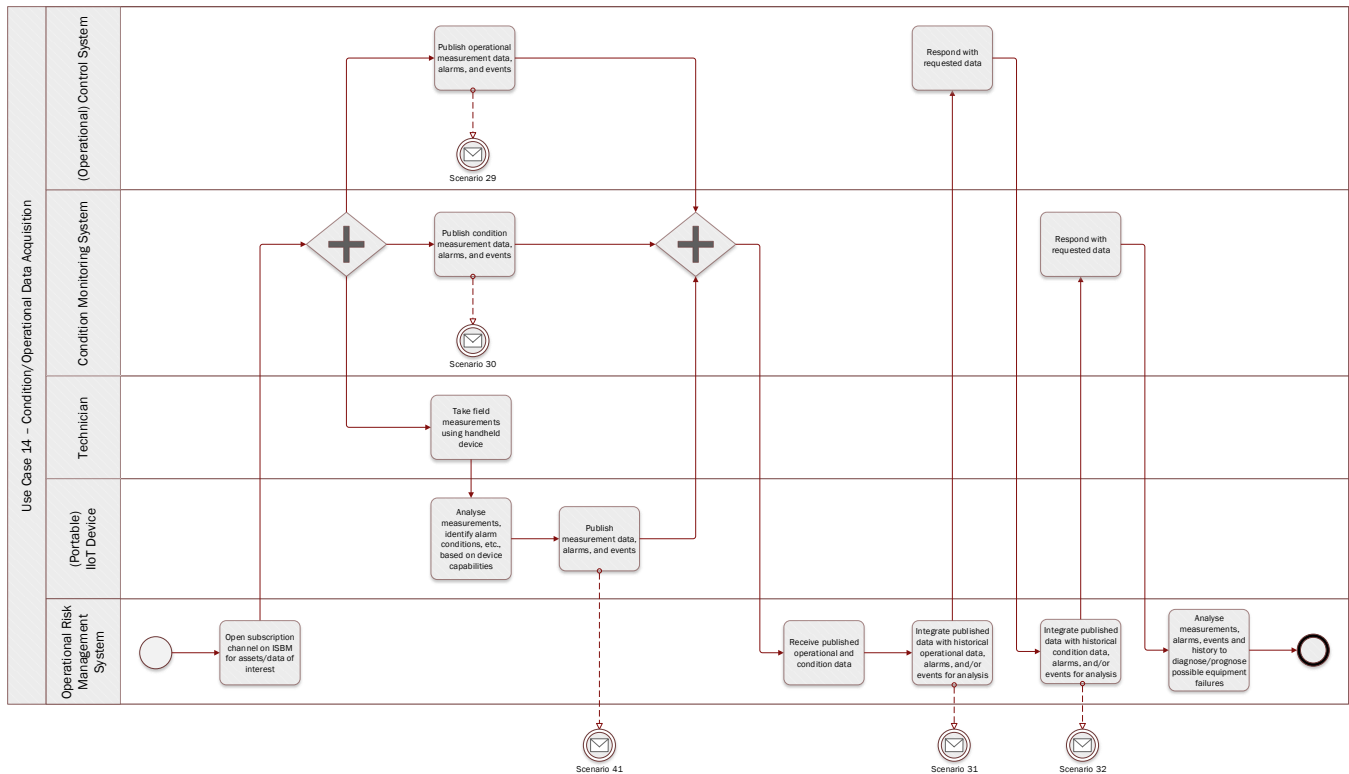 Use Case 14 – Condition/Operational Data Acquisition
(Operational) Control System
Publish operational
measurement data,
alarms, and events
Scenario 29
Respond with
requested data
Condition Monitoring System
Publish condition
measurement data,
alarms, and events
Scenario 30
Respond with
requested data
Technician
Take field
measurements
using handheld
device
(Portable)
IIoT Device
Analyse
measurements,
identify alarm
conditions, etc.,
based on device
capabilities
Publish
measurement data,
alarms, and events
Operational Risk
Management
System
Open subscription
channel on ISBM
for assets/data of
interest
Receive published
operational and
condition data
Integrate published
data with historical
operational data,
alarms, and/or
events for analysis
Integrate published
data with historical
condition data,
alarms, and/or
events for analysis
Analyse
measurements,
alarms, events and
history to
diagnose/prognose
possible equipment
failures
Scenario 41
Scenario 31
Scenario 32